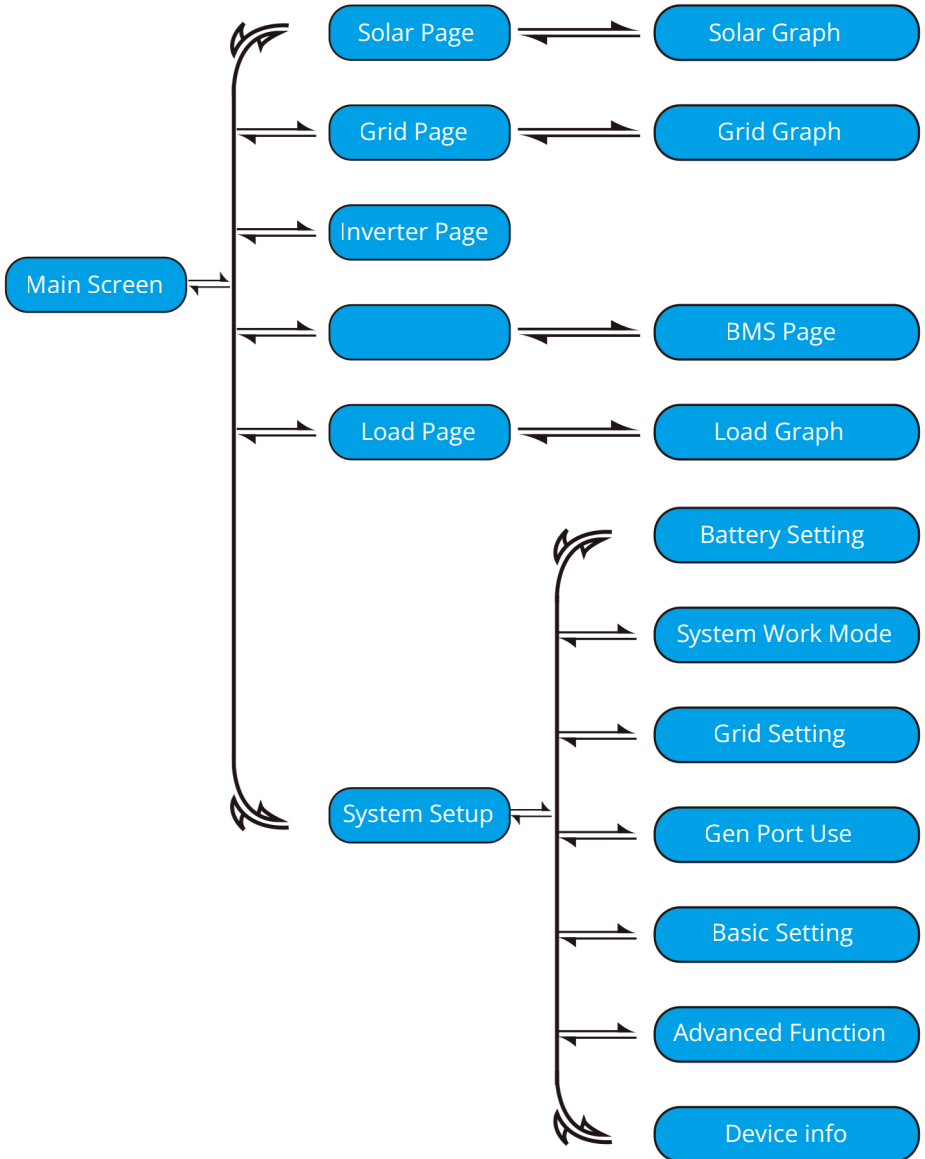 Solar Page
Solar Graph
Grid Page
Grid Graph
Inverter Page
Main Screen
BMS Page
Load Page
Load Graph
Battery Setting
System Work Mode
Grid Setting
System Setup
Gen Port Use
Basic Setting
Advanced Function
Device info